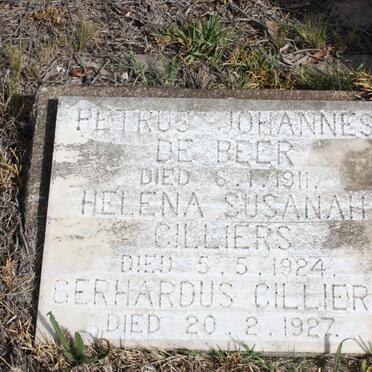 PETRUS JOHANNES
DE BEER
DIED 6.1.1911.
HELENA SUSANAH
CILLIERS
DIED 5.5.1924.
GERHARDUS CILLIER
DIED 20.2.1927.